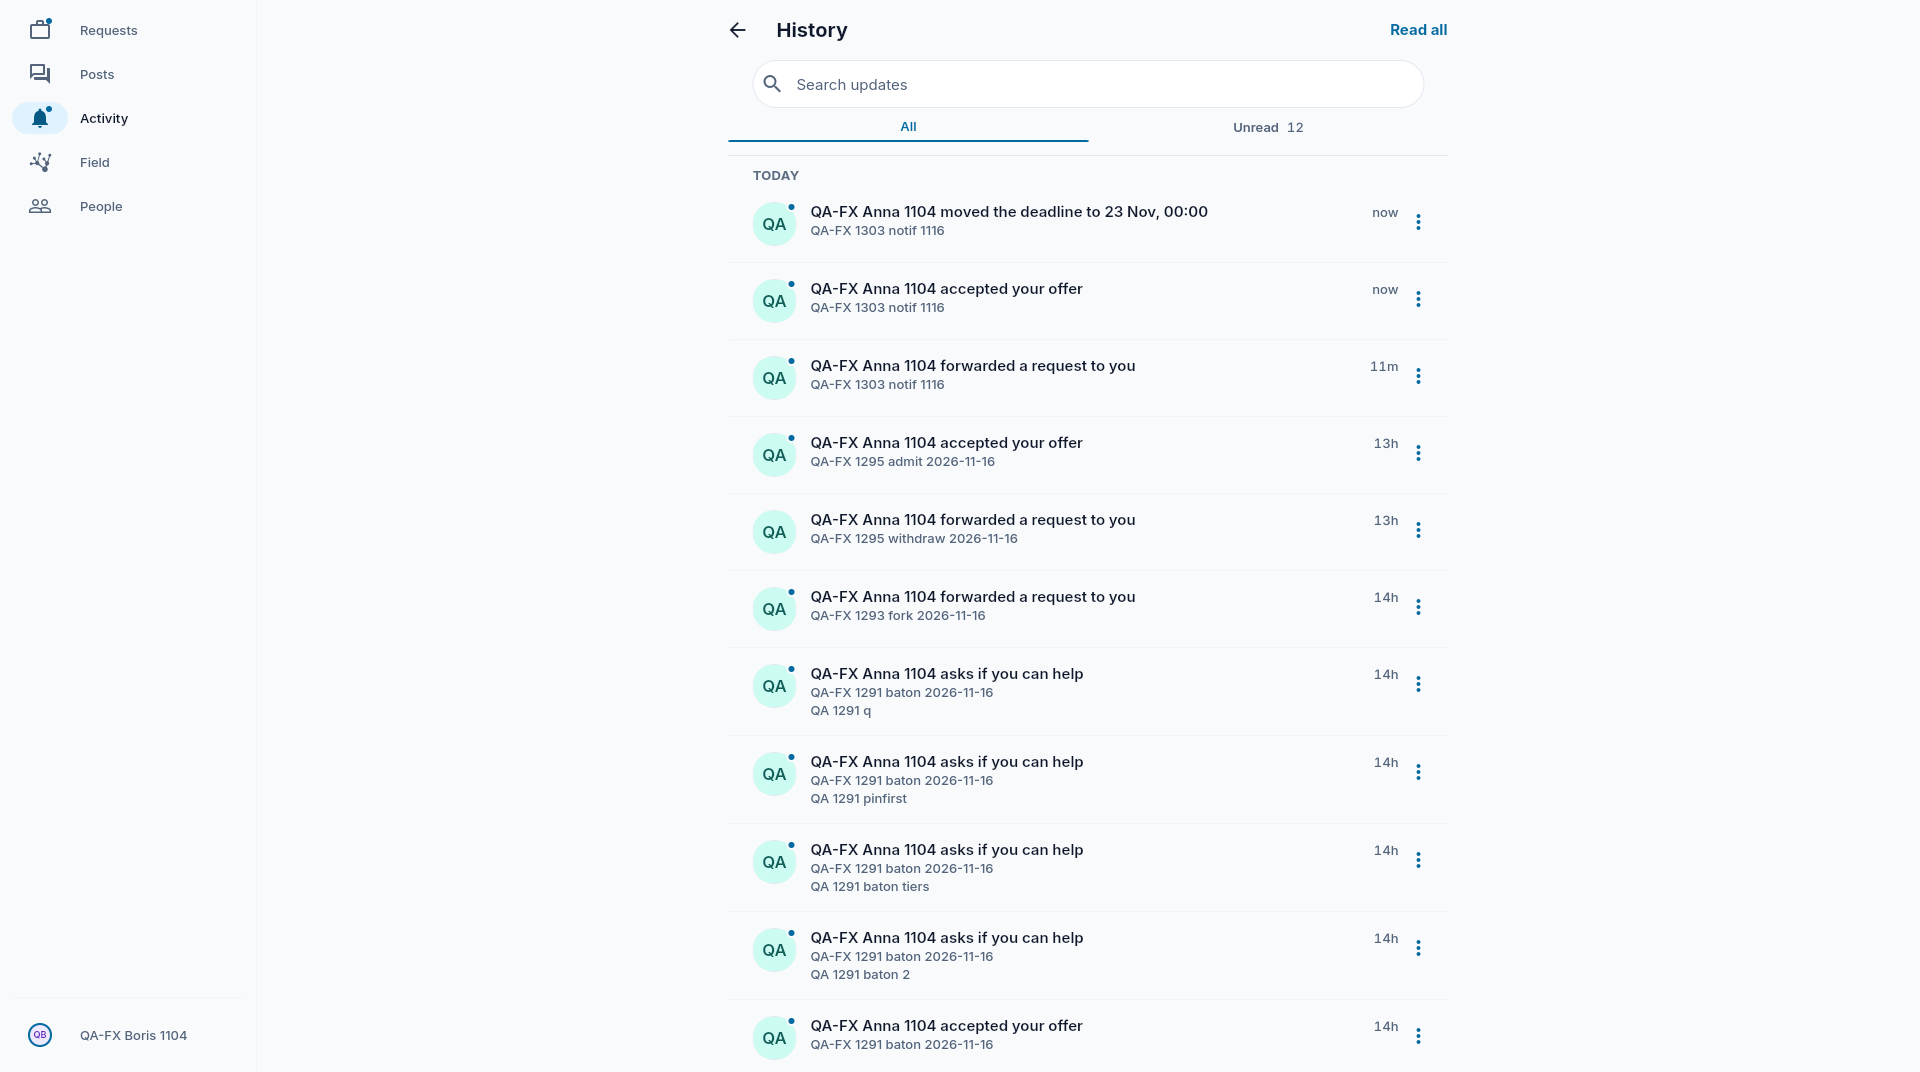 Requests
Posts
Activity
Field
People
QB
QA-FX Boris 1104
History
Read all
Search updates
All
Unread 12
TODAY
QA
QA-FX Anna 1104 moved the deadline to 23 Nov, 00:00
now
QA-FX 1303 notif 1116
QA
QA-FX Anna 1104 accepted your offer
now
QA-FX 1303 notif 1116
QA
QA-FX Anna 1104 forwarded a request to you
11m
QA-FX 1303 notif 1116
QA
QA-FX Anna 1104 accepted your offer
13h
QA-FX 1295 admit 2026-11-16
QA
QA-FX Anna 1104 forwarded a request to you
13h
QA-FX 1295 withdraw 2026-11-16
QA
QA-FX Anna 1104 forwarded a request to you
14h
QA-FX 1293 fork 2026-11-16
QA
QA-FX Anna 1104 asks if you can help
14h
QA-FX 1291 baton 2026-11-16
QA 1291 q
QA
QA-FX Anna 1104 asks if you can help
14h
QA-FX 1291 baton 2026-11-16
QA 1291 pinfirst
QA
QA-FX Anna 1104 asks if you can help
14h
QA-FX 1291 baton 2026-11-16
QA 1291 baton tiers
QA
QA-FX Anna 1104 asks if you can help
14h
QA-FX 1291 baton 2026-11-16
QA 1291 baton 2
QA
QA-FX Anna 1104 accepted your offer
14h
QA-FX 1291 baton 2026-11-16